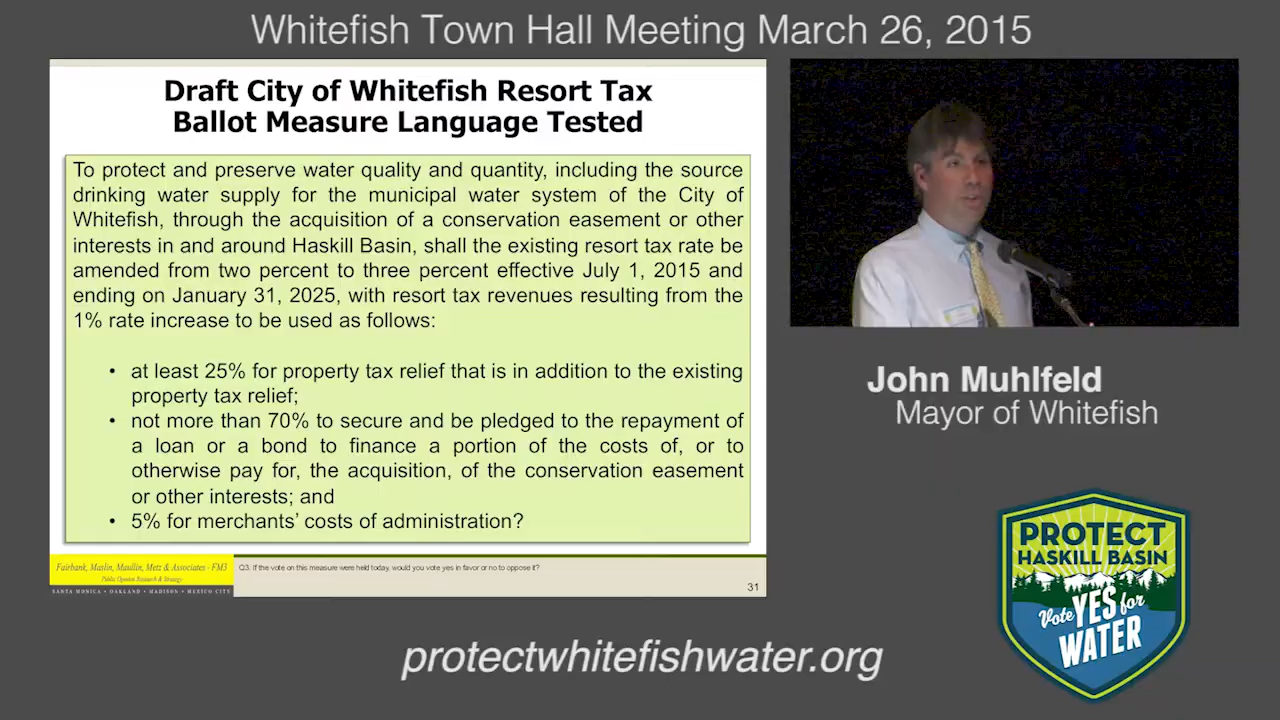 Whitefish Town Hall Meeting March 26, 2015
Draft City of Whitefish Resort Tax
Ballot Measure Language Tested
To protect and preserve water quality and quantity, including the source
drinking water supply for the municipal water system of the City of
Whitefish, through the acquisition of a conservation easement or other
interests in and around Haskill Basin, shall the existing resort tax rate be
amended from two percent to three percent effective July 1, 2015 and
ending on January 31, 2025, with resort tax revenues resulting from the
1% rate increase to be used as follows:
• at least 25% for property tax relief that is in addition to the existing
property tax relief;
• not more than 70% to secure and be pledged to the repayment of
a loan or a bond to finance a portion of the costs of, or to
otherwise pay for, the acquisition, of the conservation easement
or other interests; and
• 5% for merchants' costs of administration?
Fairbank, Maslin, Maullin, Metz & Associates - FM3
Public Opinion Research & Strategy
SANTA MONICA • OAKLAND • MADISON • MEXICO CITY
Q3. If the vote on this measure were held today, would you vote yes in favor or no to oppose it?
31
John Muhlfeld
Mayor of Whitefish
PROTECT
HASKILL BASIN
Vote YES for
WATER
protectwhitefishwater.org